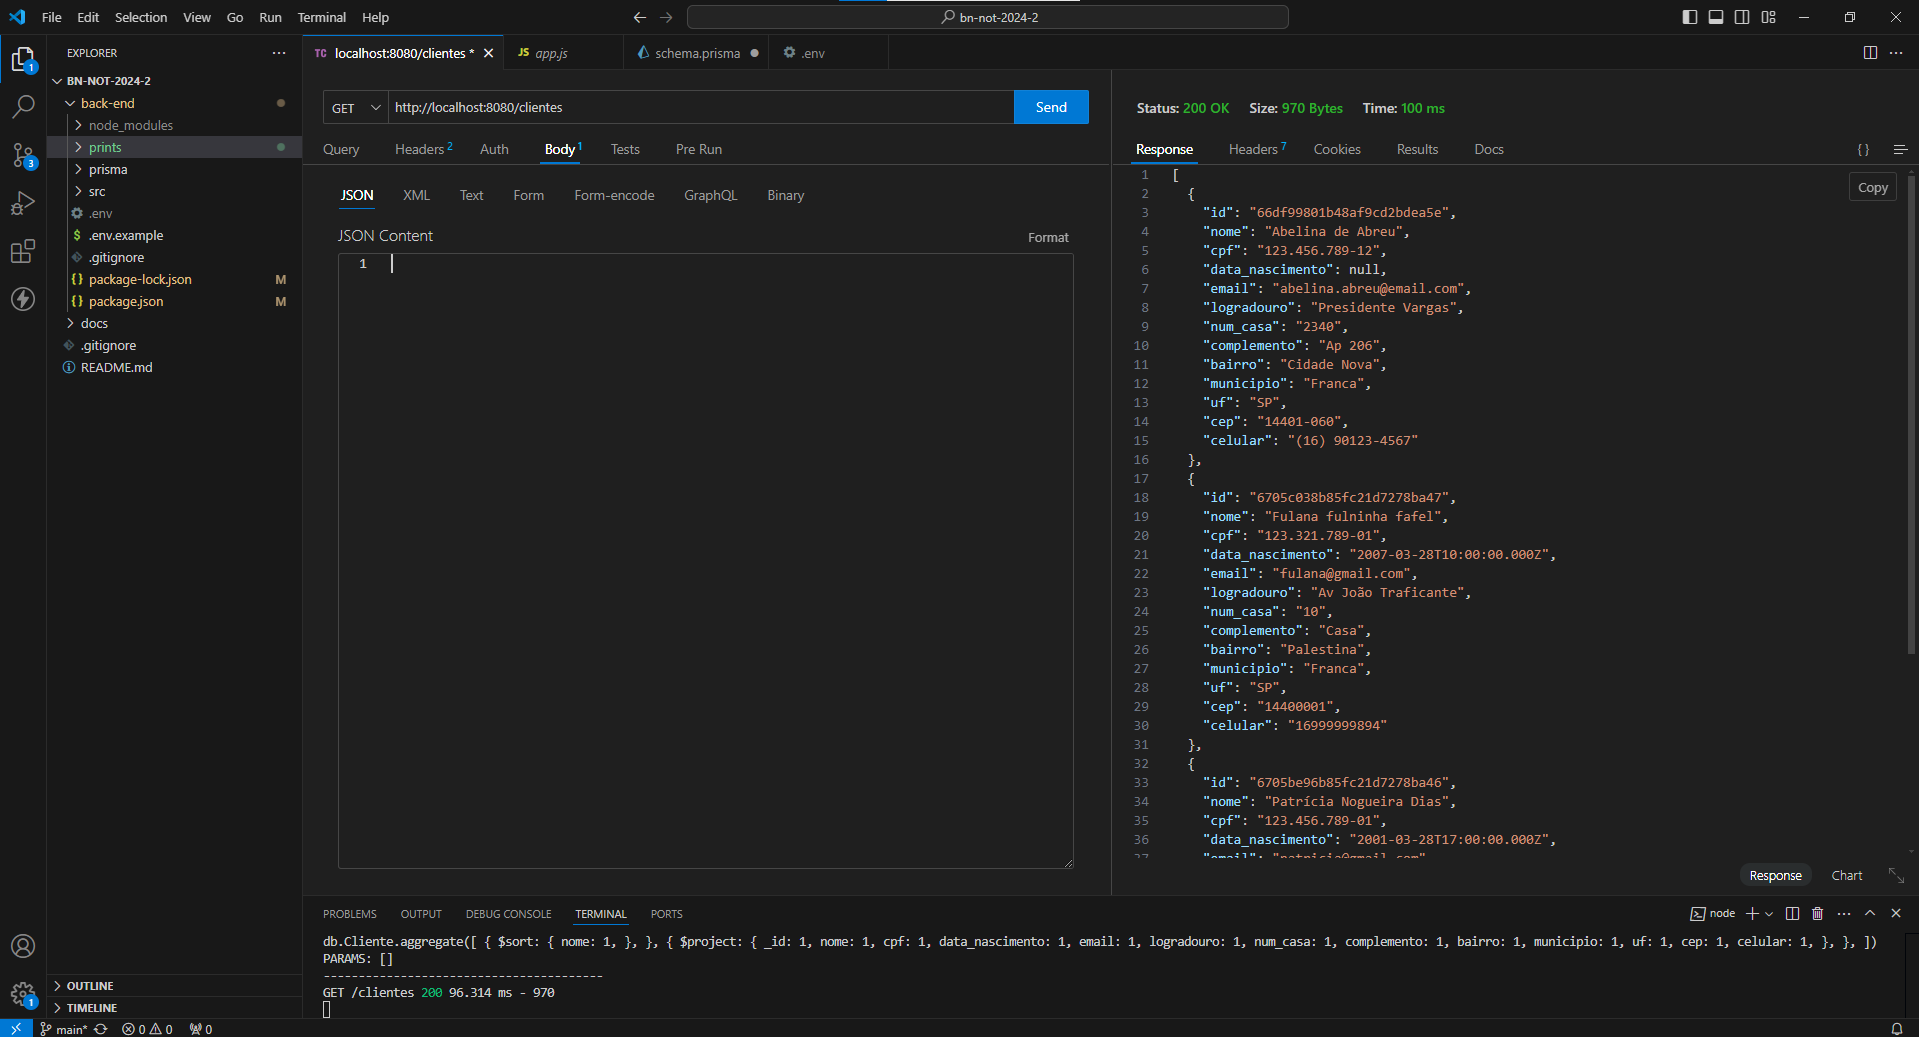 File Edit Selection View Go Run Terminal Help
bn-not-2024-2
EXPLORER
BN-NOT-2024-2
back-end
node_modules
prints
prisma
src
.env
$ .env.example
.gitignore
{} package-lock.json M
{} package.json M
docs
.gitignore
README.md
OUTLINE
TIMELINE
1
3
1
TC localhost:8080/clientes *
JS app.js
schema.prisma
.env
GET http://localhost:8080/clientes Send
Query Headers 2 Auth Body 1 Tests Pre Run
JSON XML Text Form Form-encode GraphQL Binary
JSON Content
Format
1
Status: 200 OK Size: 970 Bytes Time: 100 ms
Response Headers 7 Cookies Results Docs {}
Copy
1 [
2 {
3 "id": "66df99801b48af9cd2bdea5e",
4 "nome": "Abelina de Abreu",
5 "cpf": "123.456.789-12",
6 "data_nascimento": null,
7 "email": "abelina.abreu@email.com",
8 "logradouro": "Presidente Vargas",
9 "num_casa": "2340",
10 "complemento": "Ap 206",
11 "bairro": "Cidade Nova",
12 "municipio": "Franca",
13 "uf": "SP",
14 "cep": "14401-060",
15 "celular": "(16) 90123-4567"
16 },
17 {
18 "id": "6705c038b85fc21d7278ba47",
19 "nome": "Fulana fulninha fafel",
20 "cpf": "123.321.789-01",
21 "data_nascimento": "2007-03-28T10:00:00.000Z",
22 "email": "fulana@gmail.com",
23 "logradouro": "Av João Traficante",
24 "num_casa": "10",
25 "complemento": "Casa",
26 "bairro": "Palestina",
27 "municipio": "Franca",
28 "uf": "SP",
29 "cep": "14400001",
30 "celular": "16999999894"
31 },
32 {
33 "id": "6705be96b85fc21d7278ba46",
34 "nome": "Patrícia Nogueira Dias",
35 "cpf": "123.456.789-01",
36 "data_nascimento": "2001-03-28T17:00:00.000Z",
37 "email": "patricia@gmail.com"
Response Chart
PROBLEMS OUTPUT DEBUG CONSOLE TERMINAL PORTS
node
db.Cliente.aggregate([ { $sort: { nome: 1, }, }, { $project: { _id: 1, nome: 1, cpf: 1, data_nascimento: 1, email: 1, logradouro: 1, num_casa: 1, complemento: 1, bairro: 1, municipio: 1, uf: 1, cep: 1, celular: 1, }, }, ])
PARAMS: []
----------------------------------------
GET /clientes 200 96.314 ms - 970
main* 0 0 0